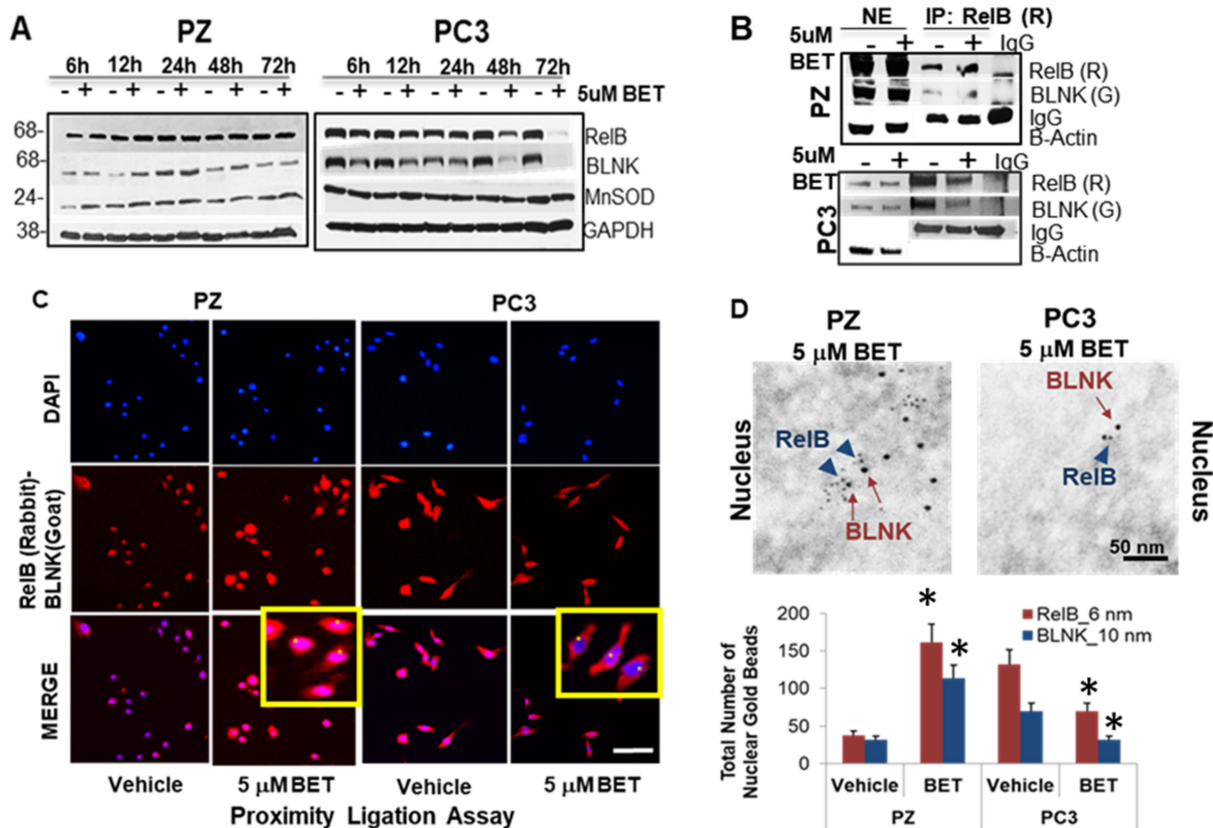 A
PZ
PC3
6h 12h 24h 48h 72h
6h 12h 24h 48h 72h
- + - + - + - + - +
- + - + - + - + - +
5uM BET
68-
68-
24-
38-
RelB
BLNK
MnSOD
GAPDH
B
NE
IP: RelB (R)
5uM
BET
- + - + IgG
PZ
RelB (R)
BLNK (G)
IgG
B-Actin
5uM
BET
- + - + IgG
PC3
RelB (R)
BLNK (G)
IgG
B-Actin
C
PZ
PC3
DAPI
RelB (Rabbit)-
BLNK(Goat)
MERGE
Vehicle
5 μM BET
Vehicle
5 μM BET
Proximity Ligation Assay
D
PZ
5 μM BET
PC3
5 μM BET
Nucleus
RelB
BLNK
BLNK
RelB
50 nm
Nucleus
Total Number of
Nuclear Gold Beads
200
150
100
50
0
* * * *
RelB_6 nm
BLNK_10 nm
Vehicle BET Vehicle BET
PZ PC3